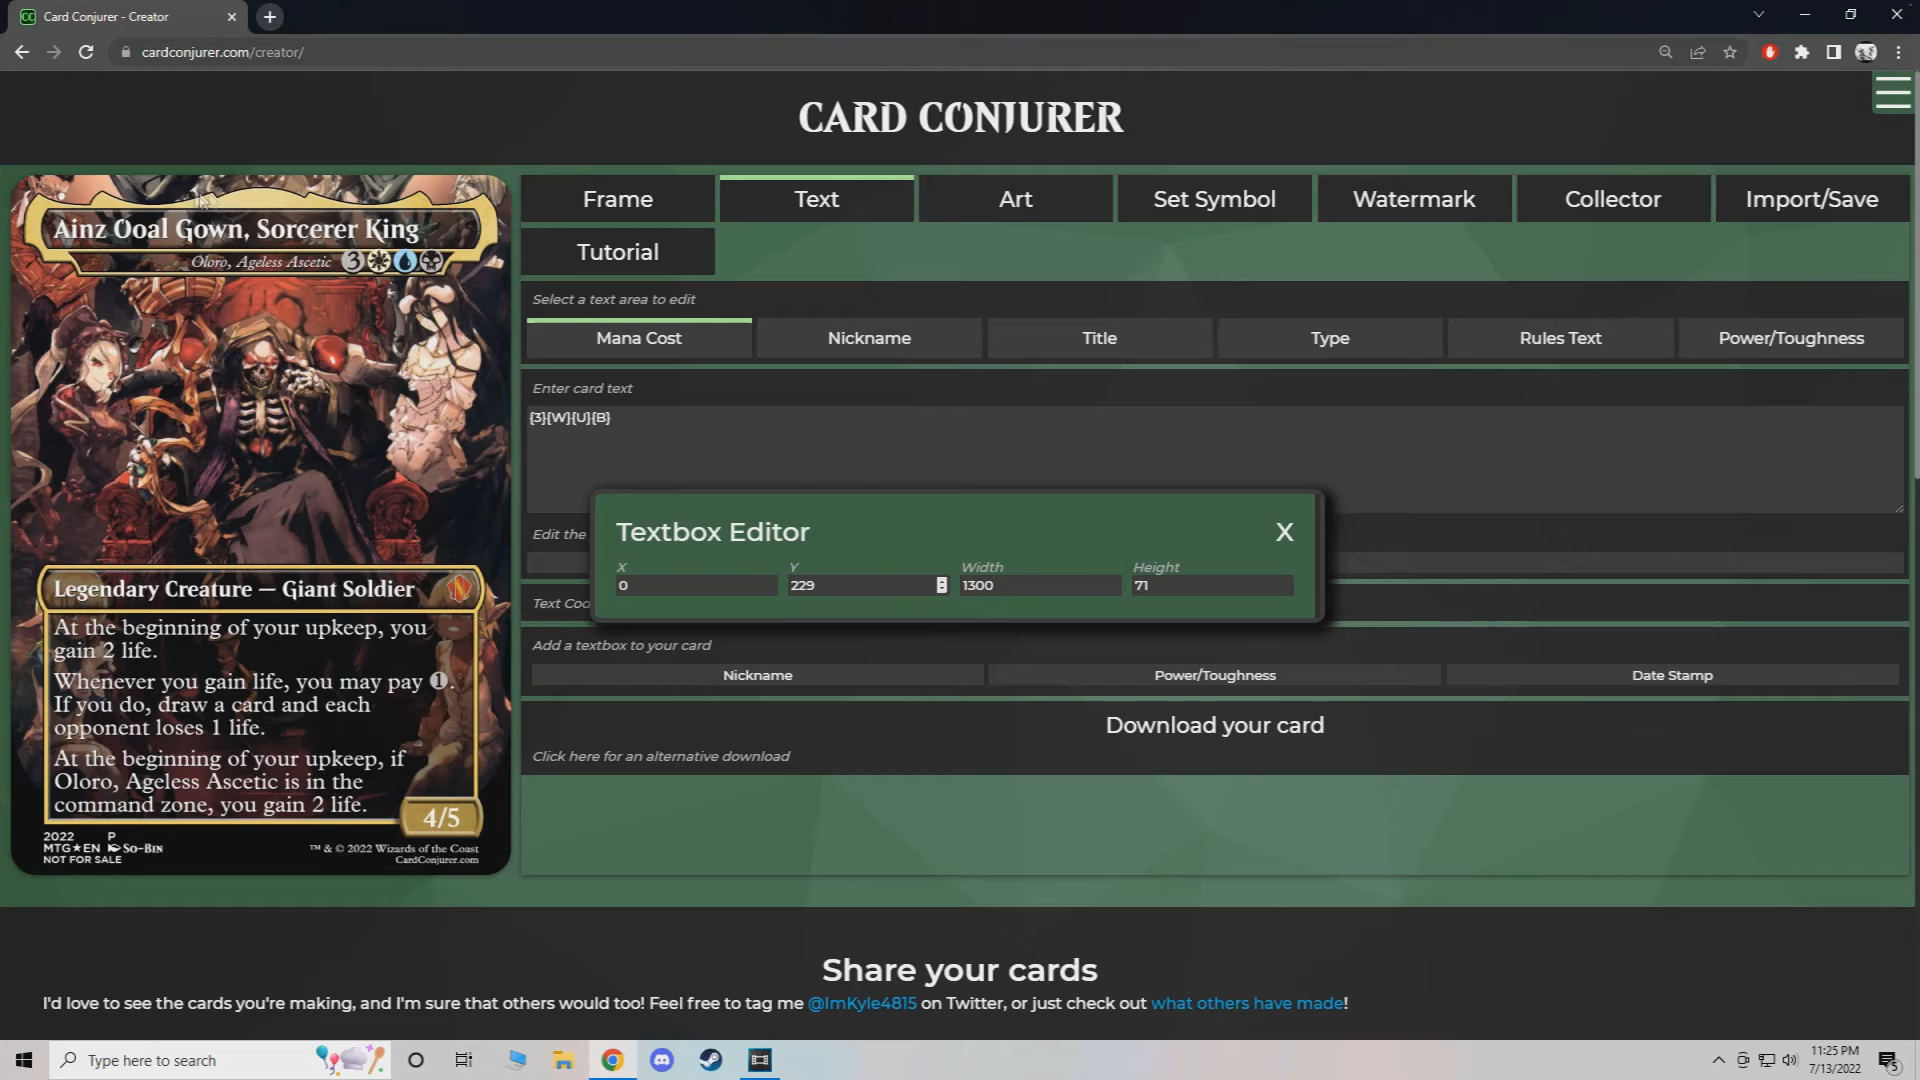 Card Conjurer - Creator
cardconjurer.com/creator/
CARD CONJURER
Frame
Text
Art
Set Symbol
Watermark
Collector
Import/Save
Tutorial
Ainz Ooal Gown, Sorcerer King
Oloro, Ageless Ascetic 3
Legendary Creature — Giant Soldier
At the beginning of your upkeep, you
gain 2 life.
Whenever you gain life, you may pay 1.
If you do, draw a card and each
opponent loses 1 life.
At the beginning of your upkeep, if
Oloro, Ageless Ascetic is in the
command zone, you gain 2 life.
4/5
2022 P
MTG★EN So-Bin
NOT FOR SALE
™ & © 2022 Wizards of the Coast
CardConjurer.com
Select a text area to edit
Mana Cost
Nickname
Title
Type
Rules Text
Power/Toughness
Enter card text
{3}{W}{U}{B}
Edit the
Textbox Editor
X
X
Y
Width
Height
0
229
1300
71
Text Cod
Add a textbox to your card
Nickname
Power/Toughness
Date Stamp
Download your card
Click here for an alternative download
Share your cards
I'd love to see the cards you're making, and I'm sure that others would too! Feel free to tag me @ImKyle4815 on Twitter, or just check out what others have made!
Type here to search
11:25 PM
7/13/2022
5